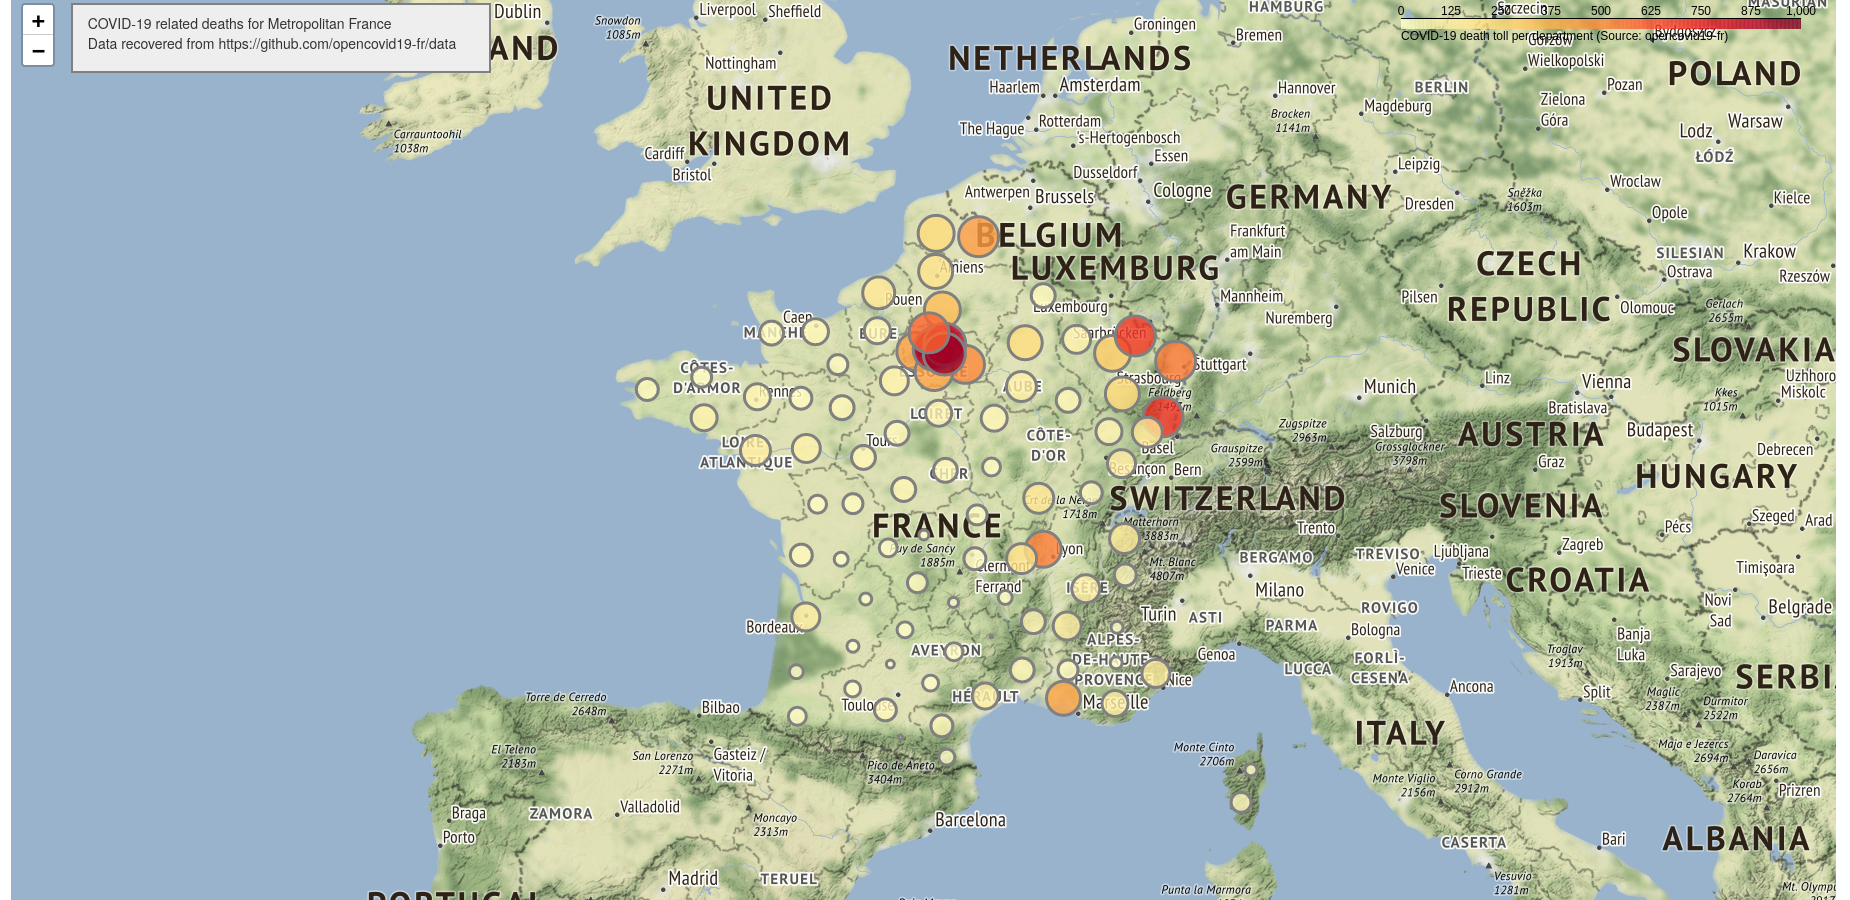 +
−
COVID-19 related deaths for Metropolitan France
Data recovered from https://github.com/opencovid19-fr/data
0 125 250 375 500 625 750 875 1,000
COVID-19 death toll per department (Source: opencovid19-fr)
Dublin
Liverpool
Sheffield
Snowdon
1085m
Nottingham
UNITED
KINGDOM
Carrauntoohil
1038m
Cardiff
Bristol
HAMBURG
Groningen
Bremen
NETHERLANDS
Haarlem
Amsterdam
The Hague
Rotterdam
's-Hertogenbosch
Essen
Dusseldorf
Cologne
Antwerpen
Brussels
BELGIUM
LUXEMBURG
Hannover
Brocken
1141m
Magdeburg
BERLIN
Szczecin
Gorzów
Wielkopolski
Bydgoszcz
MASURIAN
POLAND
Pozan
Zielona
Góra
Warsaw
Lodz
ŁÓDŹ
Leipzig
Wroclaw
Kielce
GERMANY
Dresden
Sněžka
1603m
Opole
Frankfurt
am Main
SILESIAN
Krakow
Ostrava
Rzeszów
CZECH
REPUBLIC
Mannheim
Pilsen
Nuremberg
Olomouc
Gerlach
2655m
SLOVAKIA
Amiens
Rouen
Luxembourg
Caen
MANCHE
EURE
Saarbrücken
ESSONNE
Strasbourg
Stuttgart
Feldberg
1493m
CÔTES-
D'ARMOR
Rennes
AUBE
LOIRET
Munich
Linz
Vienna
Bratislava
Uzhhoro
Miskolc
Kkes
1015m
LOIRE
ATLANTIQUE
Tours
CÔTE-
D'OR
Basel
Besançon
Bern
Zugspitze
2963m
Grauspitze
2599m
Salzburg
Grossglockner
3798m
AUSTRIA
Graz
Budapest
Debrecen
HUNGARY
CHER
1718m
SWITZERLAND
SLOVENIA
Pécs
Szeged
Arad
FRANCE
Matterhorn
3883m
Trento
Puy de Sancy
1885m
Lyon
Clermont
Ferrand
Mt. Blanc
4807m
BERGAMO
TREVISO
Venice
Ljubljana
Trieste
Zagreb
Timişoara
ISÈRE
Milano
CROATIA
Novi
Sad
Belgrade
Bordeaux
Turin
ASTI
PARMA
ROVIGO
Bologna
AVEYRON
ALPES-
DE-HAUTE
PROVENCE
Genoa
LUCCA
FORLÌ-
CESENA
Banja
Luka
Troglav
1913m
Sarajevo
SERBI
Nice
Ancona
Split
Maglic
2387m
Durmitor
2522m
Toulouse
HÉRAULT
Marseille
Torre de Cerredo
2648m
Bilbao
El Teleno
2183m
San Lorenzo
2271m
Gasteiz /
Vitoria
Pico de Aneto
3404m
Monte Cinto
2706m
ITALY
Maja e Jezercs
2694m
Daravica
2656m
Monte Viglio
2156m
Corno Grande
2912m
Korab
2764m
Prizren
Braga
Porto
ZAMORA
Valladolid
Moncayo
2313m
Barcelona
CASERTA
Bari
ALBANIA
Madrid
TERUEL
Punta la Marmora
Vesuvio
1281m
Mt. Olymp
PORTUGAL